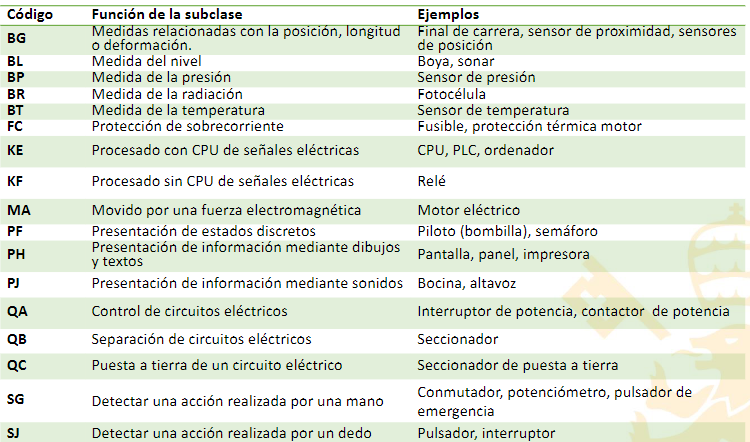 Código Función de la subclase Ejemplos
BG Medidas relacionadas con la posición, longitud o deformación. Final de carrera, sensor de proximidad, sensores de posición
BL Medida del nivel Boya, sonar
BP Medida de la presión Sensor de presión
BR Medida de la radiación Fotocélula
BT Medida de la temperatura Sensor de temperatura
FC Protección de sobrecorriente Fusible, protección térmica motor
KE Procesado con CPU de señales eléctricas CPU, PLC, ordenador
KF Procesado sin CPU de señales eléctricas Relé
MA Movido por una fuerza electromagnética Motor eléctrico
PF Presentación de estados discretos Piloto (bombilla), semáforo
PH Presentación de información mediante dibujos y textos Pantalla, panel, impresora
PJ Presentación de información mediante sonidos Bocina, altavoz
QA Control de circuitos eléctricos Interruptor de potencia, contactor de potencia
QB Separación de circuitos eléctricos Seccionador
QC Puesta a tierra de un circuito eléctrico Seccionador de puesta a tierra
SG Detectar una acción realizada por una mano Conmutador, potenciómetro, pulsador de emergencia
SJ Detectar una acción realizada por un dedo Pulsador, interruptor